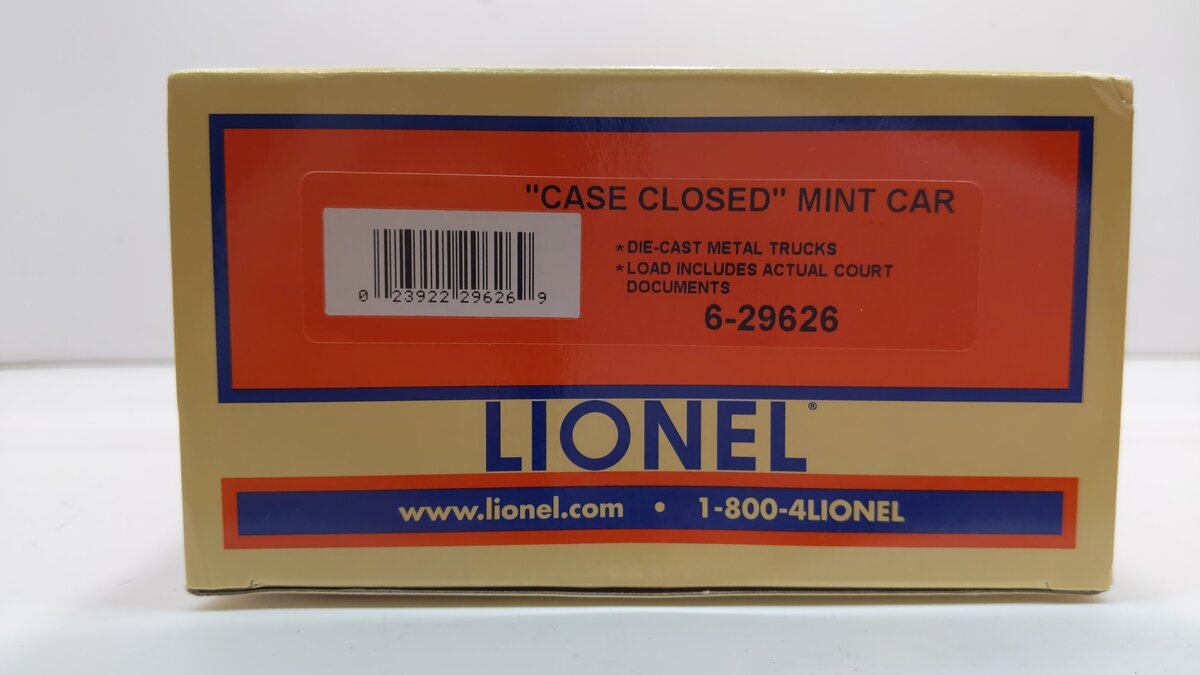 "CASE CLOSED" MINT CAR
*DIE-CAST METAL TRUCKS
*LOAD INCLUDES ACTUAL COURT
DOCUMENTS
6-29626
0 23922 29626 9
LIONEL®
www.lionel.com • 1-800-4LIONEL